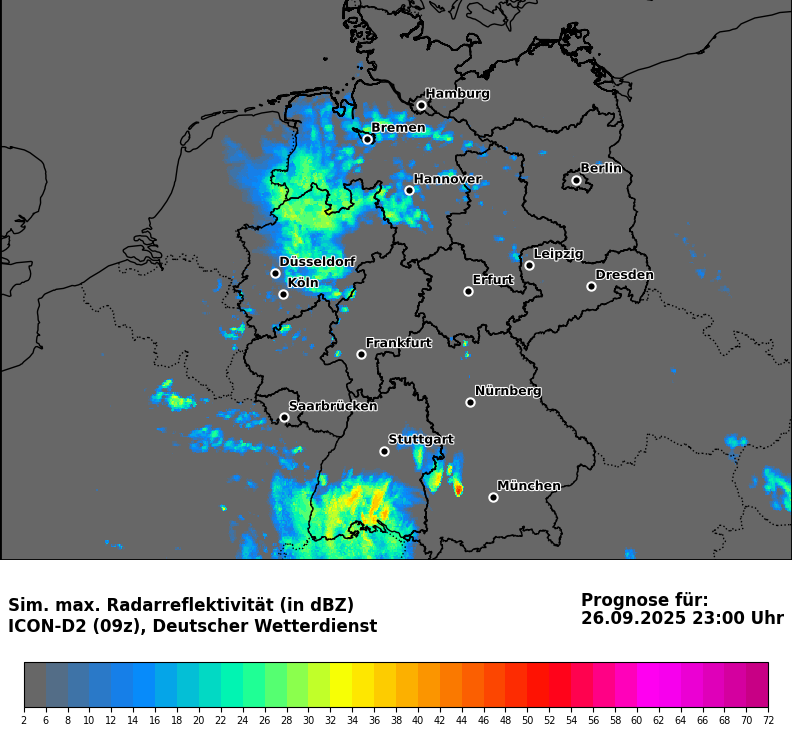 Hamburg
Bremen
Berlin
Hannover
Leipzig
Düsseldorf
Dresden
Köln
Erfurt
Frankfurt
Nürnberg
Saarbrücken
Stuttgart
München
Sim. max. Radarreflektivität (in dBZ)
ICON-D2 (09z), Deutscher Wetterdienst
Prognose für:
26.09.2025 23:00 Uhr
2 6 8 10 12 14 16 18 20 22 24 26 28 30 32 34 36 38 40 42 44 46 48 50 52 54 56 58 60 62 64 66 68 70 72